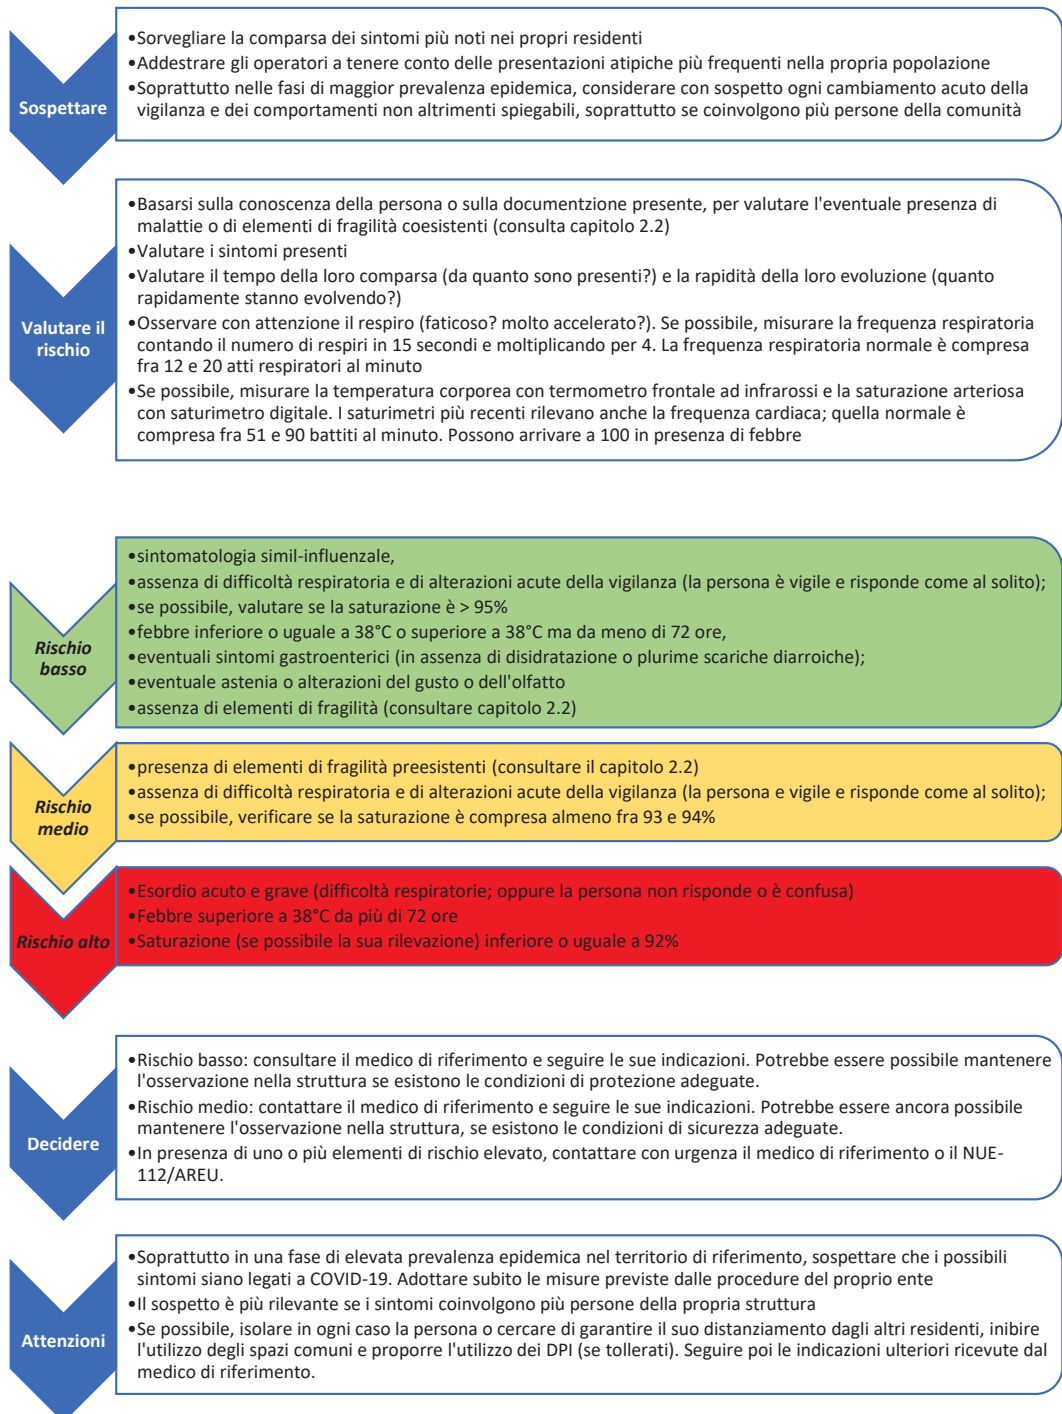 Sospettare
•Sorvegliare la comparsa dei sintomi più noti nei propri residenti
•Addestrare gli operatori a tenere conto delle presentazioni atipiche più frequenti nella propria popolazione
•Soprattutto nelle fasi di maggior prevalenza epidemica, considerare con sospetto ogni cambiamento acuto della
vigilanza e dei comportamenti non altrimenti spiegabili, soprattutto se coinvolgono più persone della comunità
Valutare il
rischio
•Basarsi sulla conoscenza della persona o sulla documentzione presente, per valutare l'eventuale presenza di
malattie o di elementi di fragilità coesistenti (consulta capitolo 2.2)
•Valutare i sintomi presenti
•Valutare il tempo della loro comparsa (da quanto sono presenti?) e la rapidità della loro evoluzione (quanto
rapidamente stanno evolvendo?)
•Osservare con attenzione il respiro (faticoso? molto accelerato?). Se possibile, misurare la frequenza respiratoria
contando il numero di respiri in 15 secondi e moltiplicando per 4. La frequenza respiratoria normale è compresa
fra 12 e 20 atti respiratori al minuto
•Se possibile, misurare la temperatura corporea con termometro frontale ad infrarossi e la saturazione arteriosa
con saturimetro digitale. I saturimetri più recenti rilevano anche la frequenza cardiaca; quella normale è
compresa fra 51 e 90 battiti al minuto. Possono arrivare a 100 in presenza di febbre
Rischio
basso
•sintomatologia simil-influenzale,
•assenza di difficoltà respiratoria e di alterazioni acute della vigilanza (la persona è vigile e risponde come al solito);
•se possibile, valutare se la saturazione è > 95%
•febbre inferiore o uguale a 38°C o superiore a 38°C ma da meno di 72 ore,
•eventuali sintomi gastroenterici (in assenza di disidratazione o plurime scariche diarroiche);
•eventuale astenia o alterazioni del gusto o dell'olfatto
•assenza di elementi di fragilità (consultare capitolo 2.2)
Rischio
medio
•presenza di elementi di fragilità preesistenti (consultare il capitolo 2.2)
•assenza di difficoltà respiratoria e di alterazioni acute della vigilanza (la persona e vigile e risponde come al solito);
•se possibile, verificare se la saturazione è compresa almeno fra 93 e 94%
Rischio alto
•Esordio acuto e grave (difficoltà respiratorie; oppure la persona non risponde o è confusa)
•Febbre superiore a 38°C da più di 72 ore
•Saturazione (se possibile la sua rilevazione) inferiore o uguale a 92%
Decidere
•Rischio basso: consultare il medico di riferimento e seguire le sue indicazioni. Potrebbe essere possibile mantenere
l'osservazione nella struttura se esistono le condizioni di protezione adeguate.
•Rischio medio: contattare il medico di riferimento e seguire le sue indicazioni. Potrebbe essere ancora possibile
mantenere l'osservazione nella struttura, se esistono le condizioni di sicurezza adeguate.
•In presenza di uno o più elementi di rischio elevato, contattare con urgenza il medico di riferimento o il NUE-
112/AREU.
Attenzioni
•Soprattutto in una fase di elevata prevalenza epidemica nel territorio di riferimento, sospettare che i possibili
sintomi siano legati a COVID-19. Adottare subito le misure previste dalle procedure del proprio ente
•Il sospetto è più rilevante se i sintomi coinvolgono più persone della propria struttura
•Se possibile, isolare in ogni caso la persona o cercare di garantire il suo distanziamento dagli altri residenti, inibire
l'utilizzo degli spazi comuni e proporre l'utilizzo dei DPI (se tollerati). Seguire poi le indicazioni ulteriori ricevute dal
medico di riferimento.